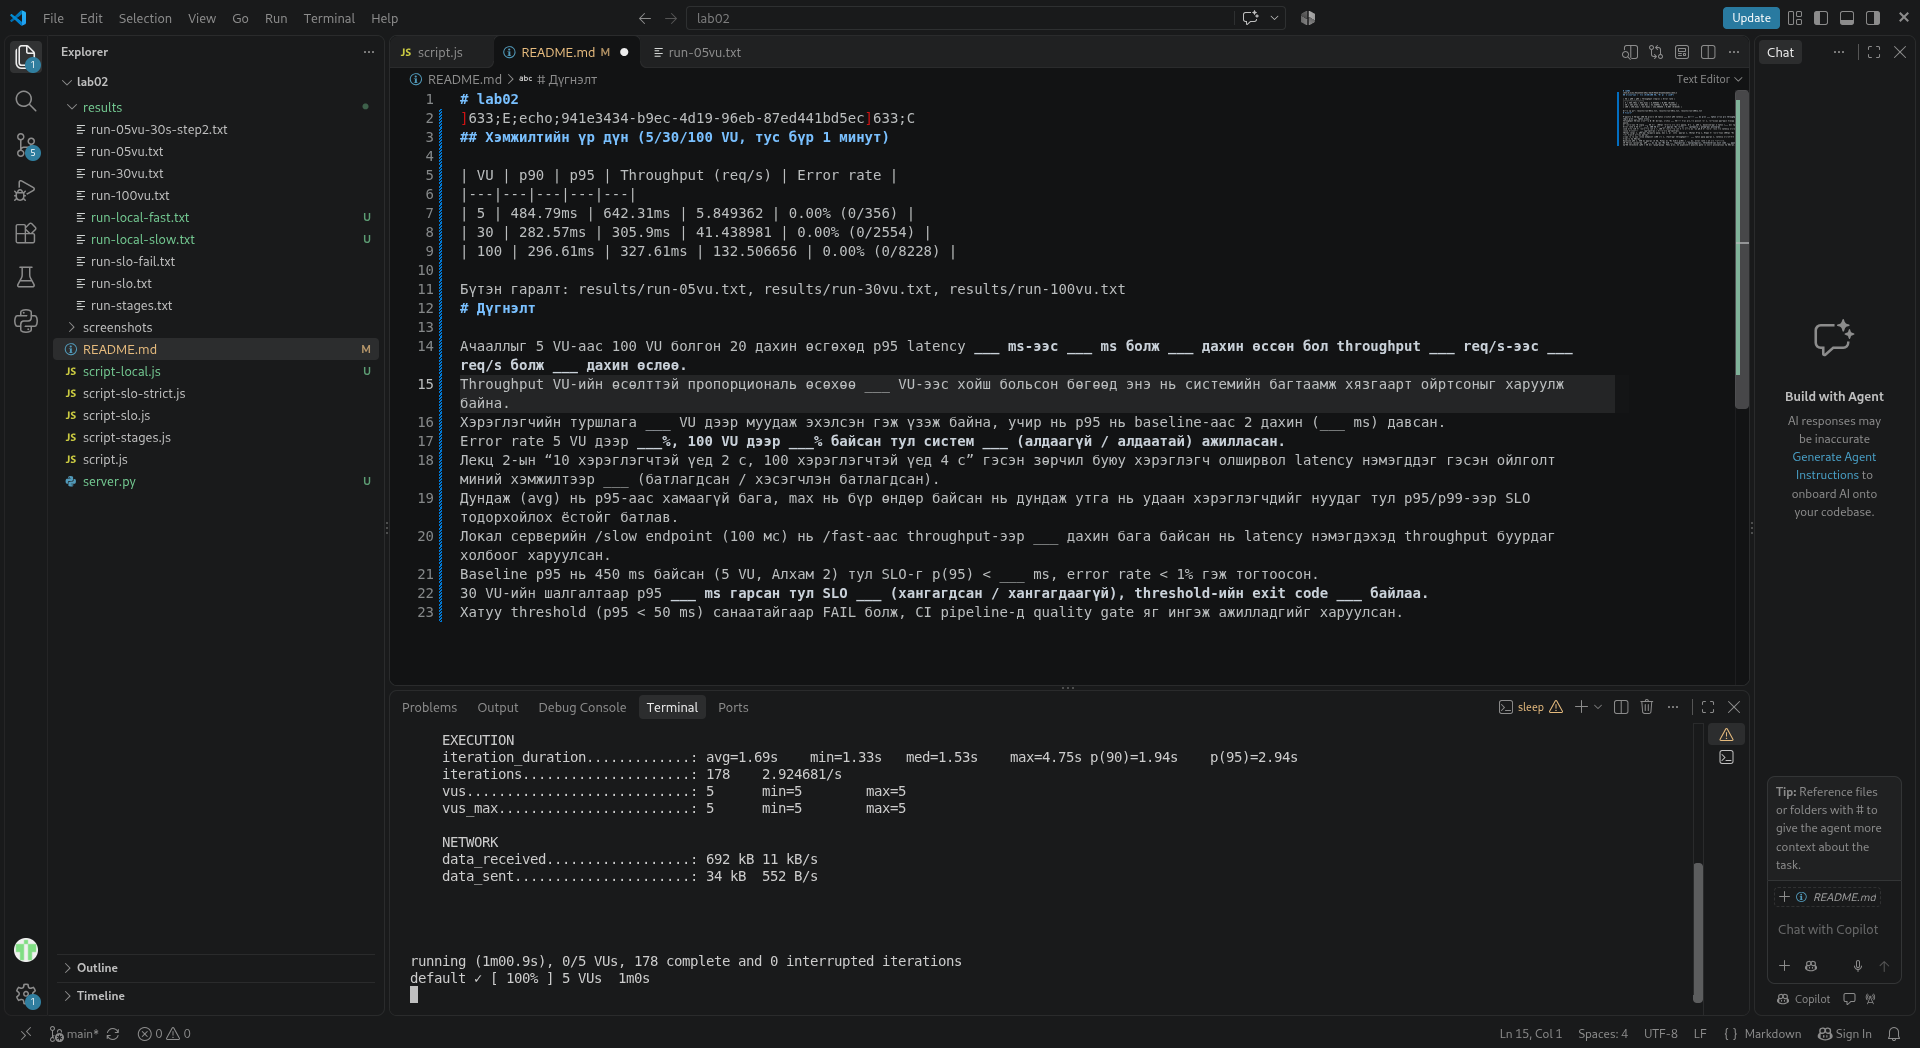 File Edit Selection View Go Run Terminal Help
lab02
Update
Explorer
lab02
results
run-05vu-30s-step2.txt
run-05vu.txt
run-30vu.txt
run-100vu.txt
run-local-fast.txt U
run-local-slow.txt U
run-slo-fail.txt
run-slo.txt
run-stages.txt
screenshots
README.md M
script-local.js U
script-slo-strict.js
script-slo.js
script-stages.js
script.js
server.py U
Outline
Timeline
1
5
1
JS script.js README.md M run-05vu.txt
README.md > abc # Дүгнэлт
Text Editor
1 # lab02
2 ]633;E;echo;941e3434-b9ec-4d19-96eb-87ed441bd5ec]633;C
3 ## Хэмжилтийн үр дүн (5/30/100 VU, тус бүр 1 минут)
4
5 | VU | p90 | p95 | Throughput (req/s) | Error rate |
6 |---|---|---|---|---|
7 | 5 | 484.79ms | 642.31ms | 5.849362 | 0.00% (0/356) |
8 | 30 | 282.57ms | 305.9ms | 41.438981 | 0.00% (0/2554) |
9 | 100 | 296.61ms | 327.61ms | 132.506656 | 0.00% (0/8228) |
10
11 Бүтэн гаралт: results/run-05vu.txt, results/run-30vu.txt, results/run-100vu.txt
12 # Дүгнэлт
13
14 Ачааллыг 5 VU-аас 100 VU болгон 20 дахин өсгөхөд p95 latency ___ ms-ээс ___ ms болж ___ дахин өссөн бол throughput ___ req/s-ээс ___
req/s болж ___ дахин өслөө.
15 Throughput VU-ийн өсөлттэй пропорциональ өсөхөө ___ VU-ээс хойш больсон бөгөөд энэ нь системийн багтаамж хязгаарт ойртсоныг харуулж
байна.
16 Хэрэглэгчийн туршлага ___ VU дээр муудаж эхэлсэн гэж үзэж байна, учир нь p95 нь baseline-аас 2 дахин (___ ms) давсан.
17 Error rate 5 VU дээр ___%, 100 VU дээр ___% байсан тул систем ___ (алдаагүй / алдаатай) ажилласан.
18 Лекц 2-ын “10 хэрэглэгчтэй үед 2 с, 100 хэрэглэгчтэй үед 4 с” гэсэн зөрчил буюу хэрэглэгч олширвол latency нэмэгддэг гэсэн ойлголт
миний хэмжилтээр ___ (батлагдсан / хэсэгчлэн батлагдсан).
19 Дундаж (avg) нь p95-аас хамаагүй бага, max нь бүр өндөр байсан нь дундаж утга нь удаан хэрэглэгчдийг нуудаг тул p95/p99-ээр SLO
тодорхойлох ёстойг батлав.
20 Локал серверийн /slow endpoint (100 мс) нь /fast-аас throughput-ээр ___ дахин бага байсан нь latency нэмэгдэхэд throughput буурдаг
холбоог харуулсан.
21 Baseline p95 нь 450 ms байсан (5 VU, Алхам 2) тул SLO-г p(95) < ___ ms, error rate < 1% гэж тогтоосон.
22 30 VU-ийн шалгалтаар p95 ___ ms гарсан тул SLO ___ (хангагдсан / хангагдаагүй), threshold-ийн exit code ___ байлаа.
23 Хатуу threshold (p95 < 50 ms) санаатайгаар FAIL болж, CI pipeline-д quality gate яг ингэж ажилладгийг харуулсан.
Problems Output Debug Console Terminal Ports
sleep
EXECUTION
iteration_duration.............: avg=1.69s min=1.33s med=1.53s max=4.75s p(90)=1.94s p(95)=2.94s
iterations.....................: 178 2.924681/s
vus............................: 5 min=5 max=5
vus_max........................: 5 min=5 max=5
NETWORK
data_received..................: 692 kB 11 kB/s
data_sent......................: 34 kB 552 B/s
running (1m00.9s), 0/5 VUs, 178 complete and 0 interrupted iterations
default ✓ [ 100% ] 5 VUs 1m0s
Chat
Build with Agent
AI responses may
be inaccurate
Generate Agent
Instructions to
onboard AI onto
your codebase.
Tip: Reference files
or folders with # to
give the agent more
context about the
task.
README.md
Chat with Copilot
Copilot
main* 0 0
Ln 15, Col 1 Spaces: 4 UTF-8 LF { } Markdown Sign In